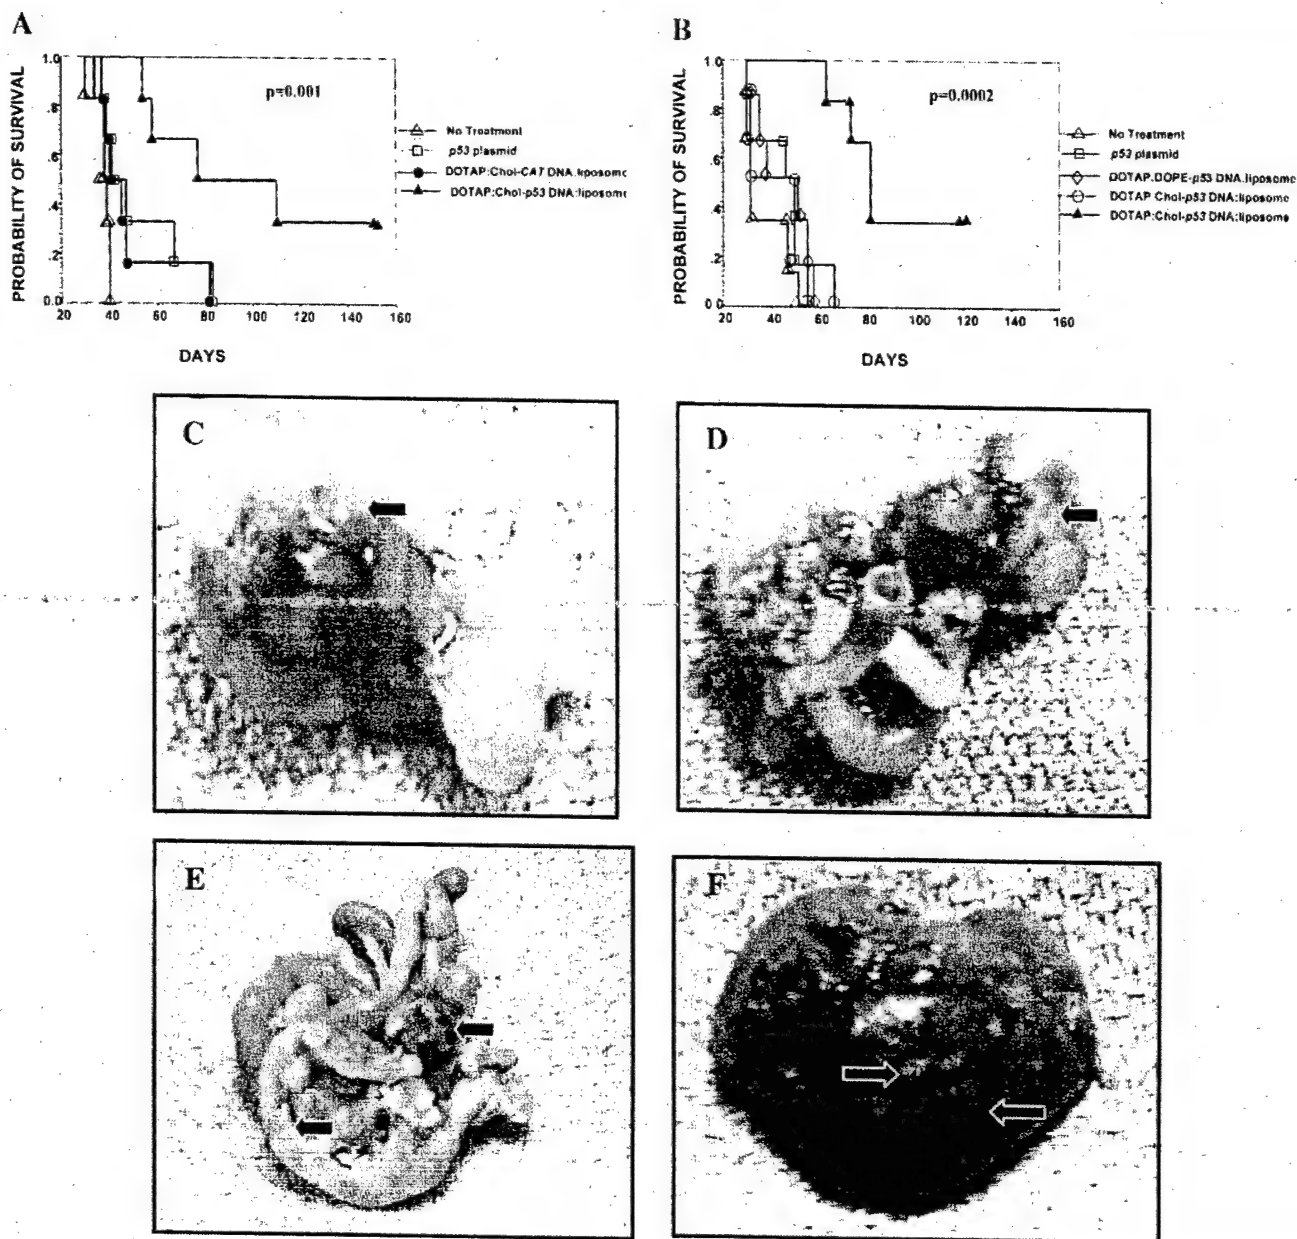 A
PROBABILITY OF SURVIVAL
1.0
.8
.6
.4
.2
0.0
20 40 60 80 100 120 140 160
DAYS
p=0.001
No Treatment
p53 plasmid
DOTAP:Chol-CAT DNA:liposome
DOTAP:Chol-p53 DNA:liposome
B
PROBABILITY OF SURVIVAL
1.0
.8
.6
.4
.2
0.0
20 40 60 80 100 120 140 160
DAYS
p=0.0002
No Treatment
p53 plasmid
DOTAP:DOPE-p53 DNA:liposome
DOTAP Chol-p53 DNA:liposome
DOTAP:Chol-p53 DNA:liposome
C
D
E
F